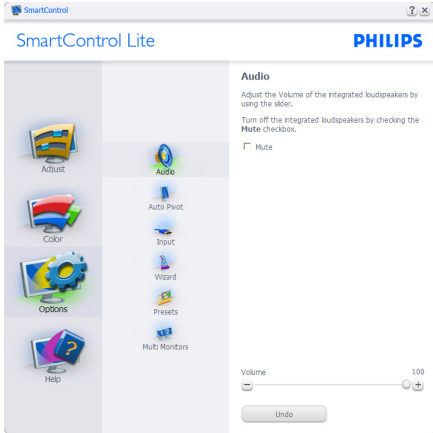 SmartControl
SmartControl Lite
PHILIPS
Adjust
Color
Options
Help
Audio
Auto Pivot
Input
Wizard
Presets
Multi Monitors
Audio
Adjust the Volume of the integrated loudspeakers by
using the slider.
Turn off the integrated loudspeakers by checking the
Mute checkbox.
Mute
Volume 100
Undo